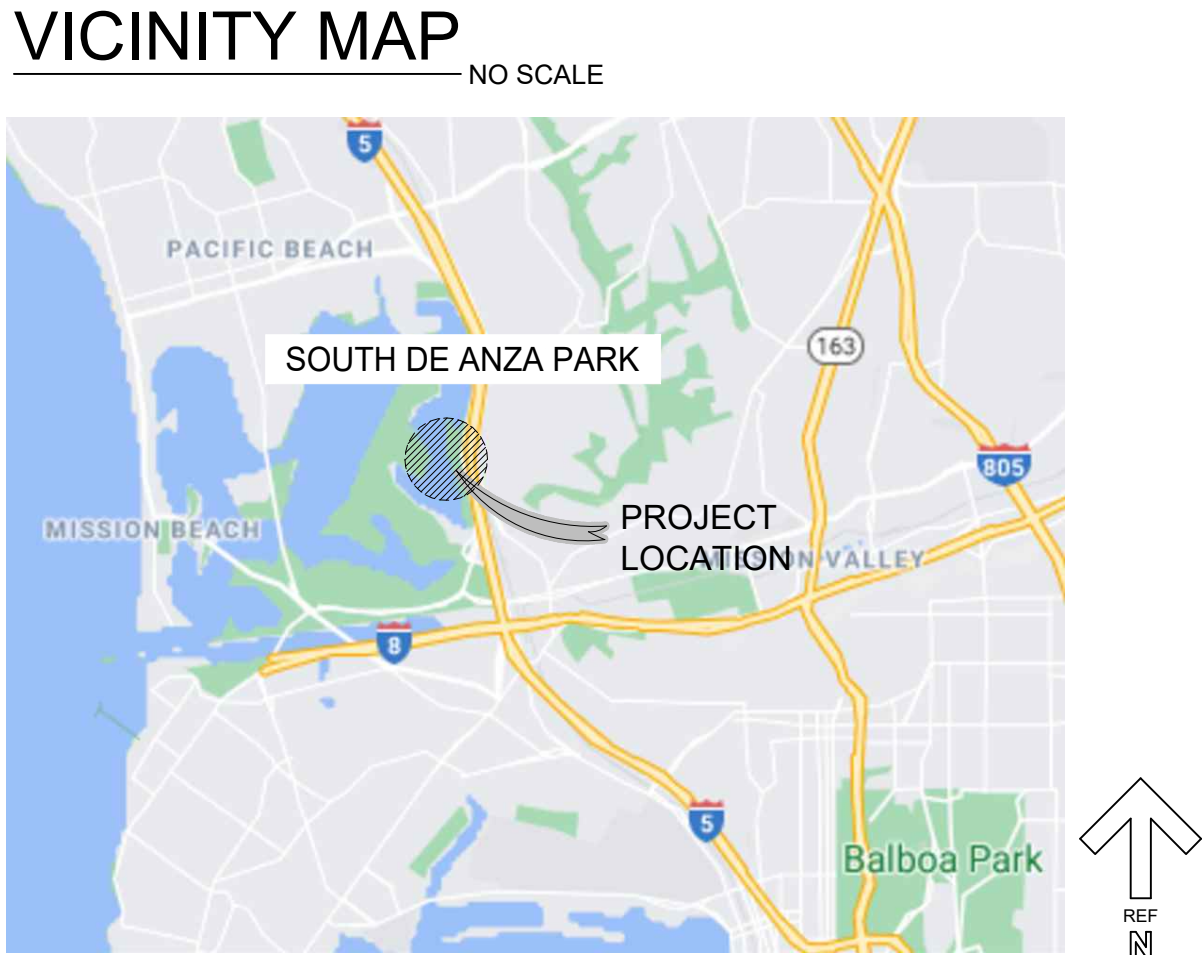 VICINITY MAP
NO SCALE
5
PACIFIC BEACH
163
SOUTH DE ANZA PARK
805
PROJECT
LOCATION
MISSION BEACH
MISSION VALLEY
8
5
Balboa Park
REF
N